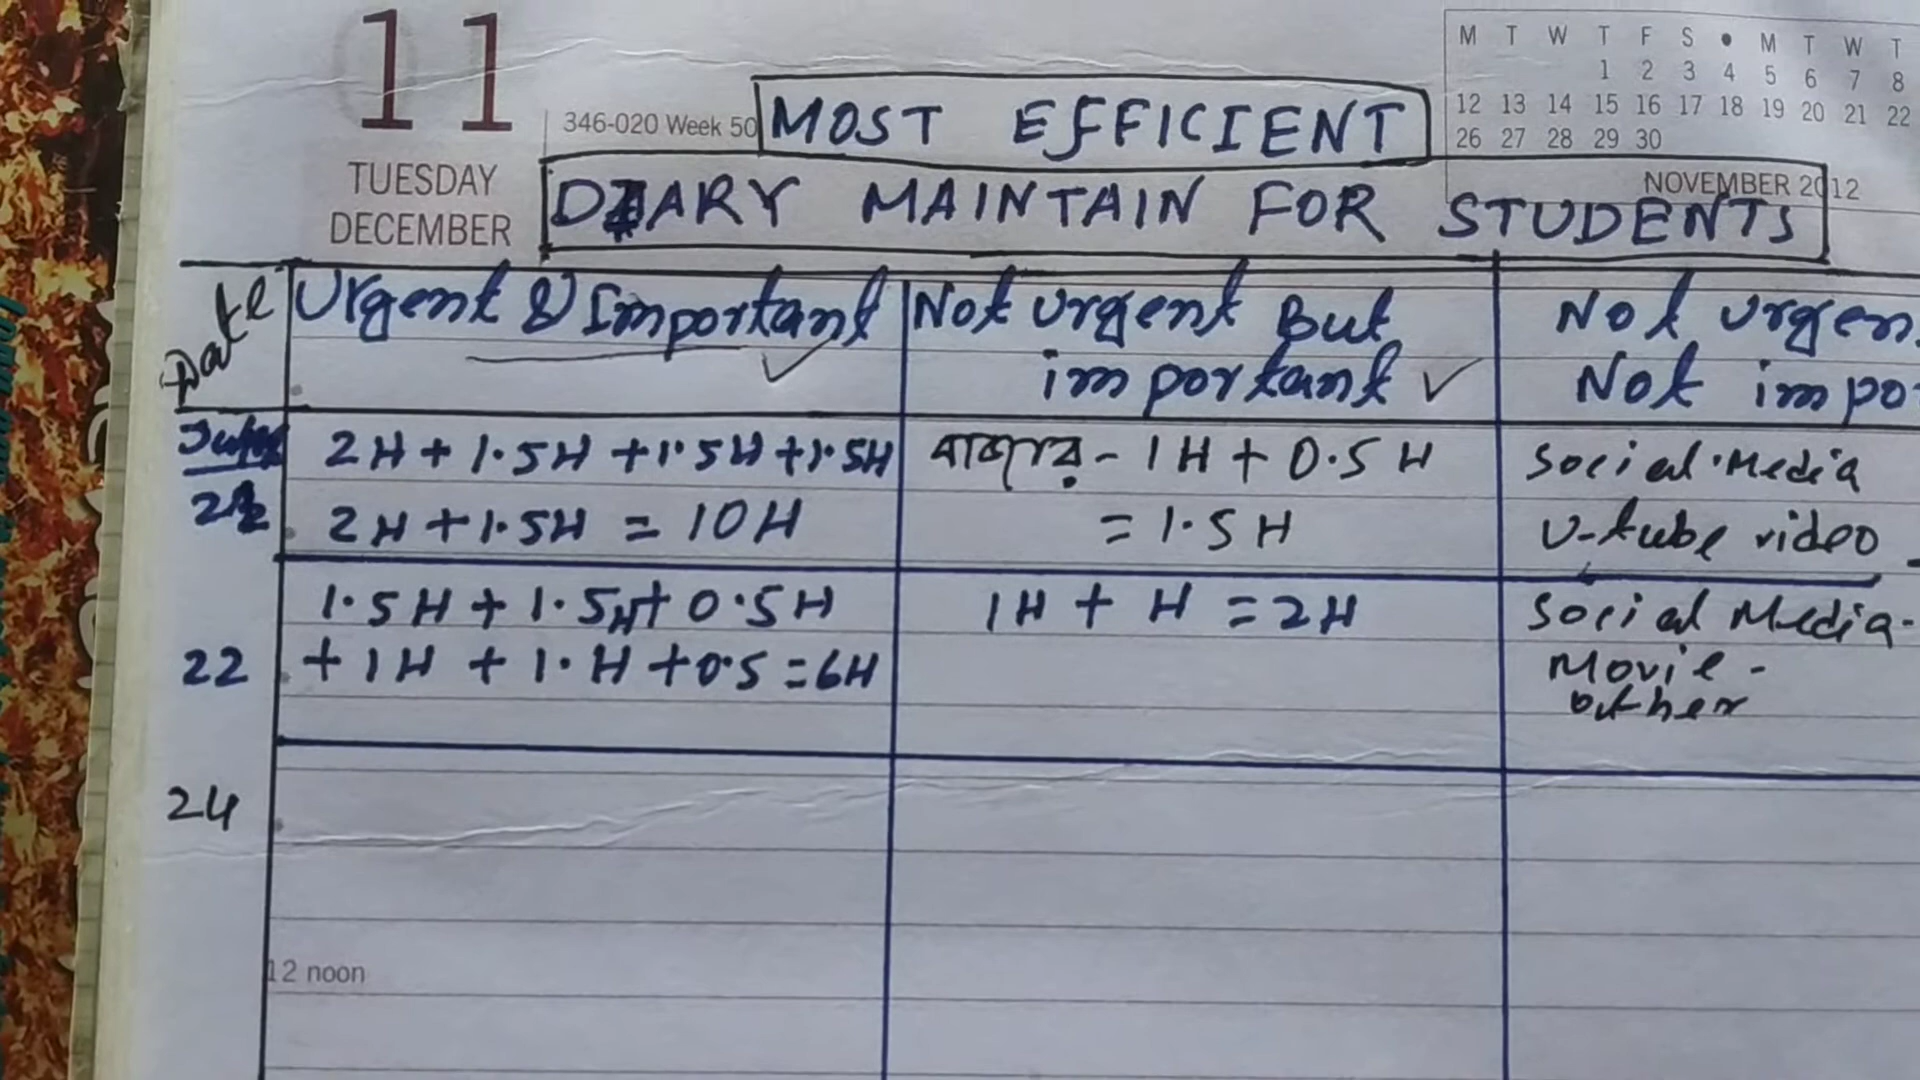 11
TUESDAY
DECEMBER
346-020 Week 50
M T W T F S • M T W T
1 2 3 4 5 6 7 8
12 13 14 15 16 17 18 19 20 21 22
26 27 28 29 30
NOVEMBER 2012
MOST EFFICIENT
DIARY MAINTAIN FOR STUDENTS
Date
Urgent & Important
Not urgent But
important
Not urgen
Not impo
2H + 1.5H + 1.5H + 1.5H
বাজার - 1H + 0.5H
Social Media
2H + 1.5H = 10H
= 1.5H
U-tube video
22
1.5H + 1.5H + 0.5H
1H + H = 2H
Social Media-
+ 1H + 1.H + 0.5 = 6H
Movie -
other
24
12 noon